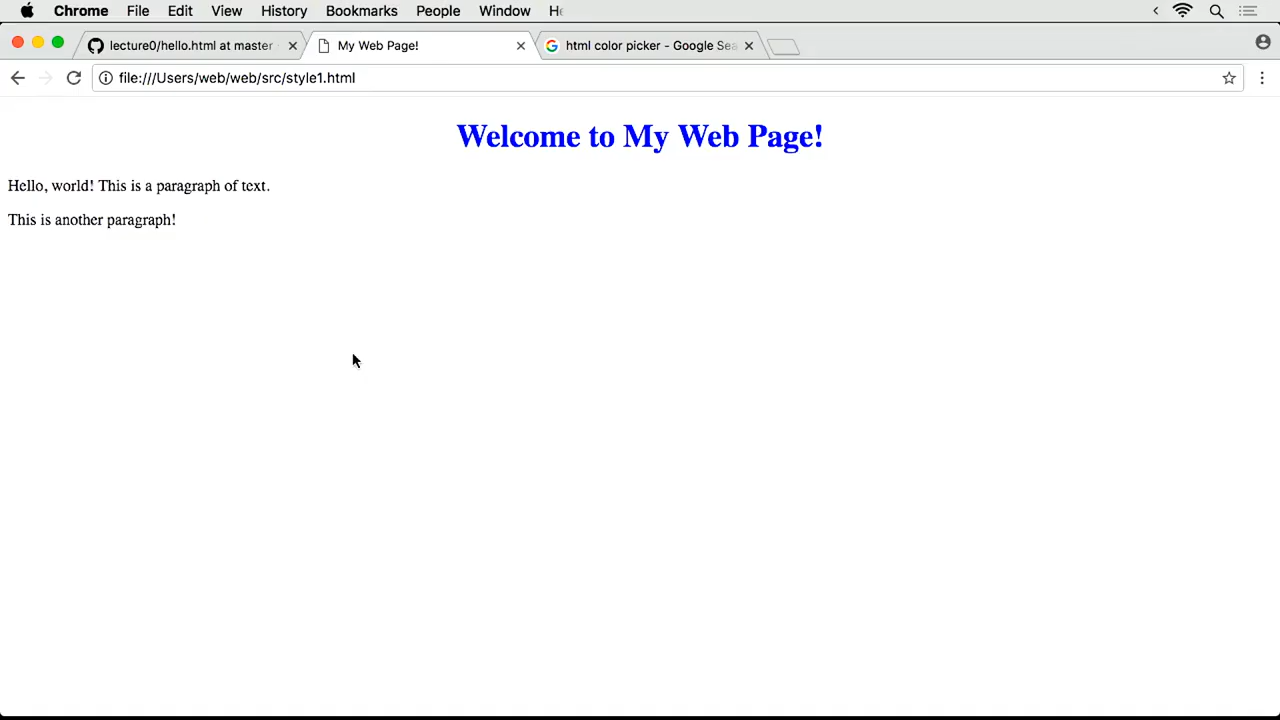 Chrome File Edit View History Bookmarks People Window
lecture0/hello.html at master My Web Page! html color picker - Google Sea
file:///Users/web/web/src/style1.html
Welcome to My Web Page!
Hello, world! This is a paragraph of text.
This is another paragraph!